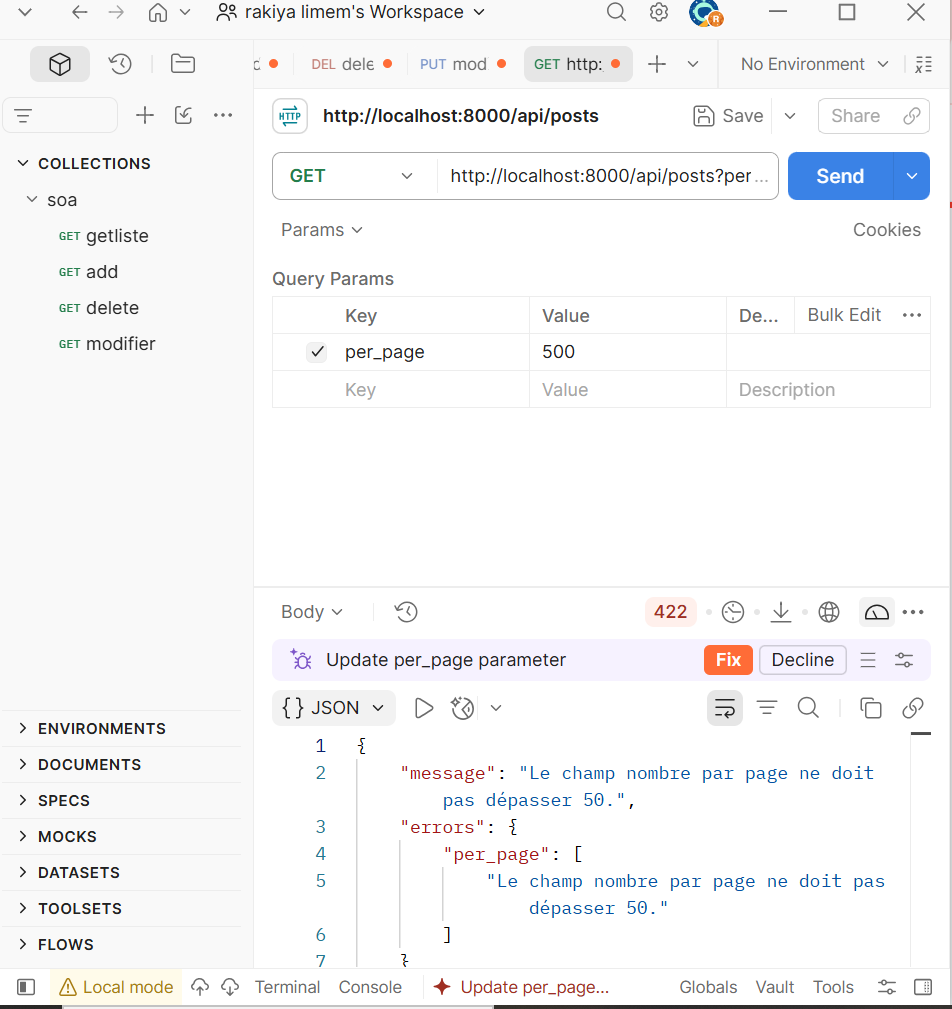 rakiya limem's Workspace
R
DEL dele
PUT mod
GET http:
No Environment
HTTP http://localhost:8000/api/posts
Save
Share
GET
http://localhost:8000/api/posts?per ...
Send
COLLECTIONS
soa
GET getliste
GET add
GET delete
GET modifier
Params
Cookies
Query Params
Key Value De... Bulk Edit
per_page 500
Key Value Description
Body
422
Update per_page parameter
Fix
Decline
{} JSON
1 {
2 "message": "Le champ nombre par page ne doit
pas dépasser 50.",
3 "errors": {
4 "per_page": [
5 "Le champ nombre par page ne doit pas
dépasser 50."
6 ]
7 }
ENVIRONMENTS
DOCUMENTS
SPECS
MOCKS
DATASETS
TOOLSETS
FLOWS
Local mode
Terminal
Console
Update per_page...
Globals
Vault
Tools